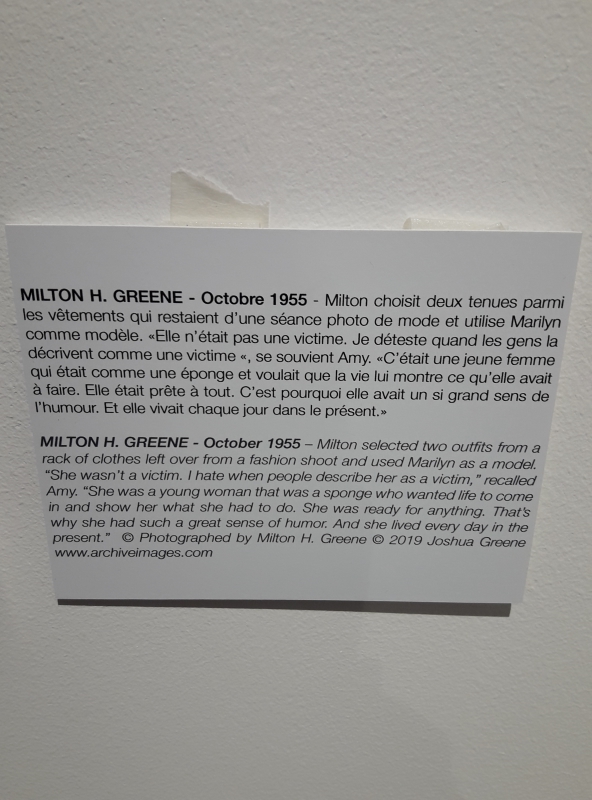 MILTON H. GREENE - Octobre 1955 - Milton choisit deux tenues parmi
les vêtements qui restaient d'une séance photo de mode et utilise Marilyn
comme modèle. «Elle n'était pas une victime. Je déteste quand les gens la
décrivent comme une victime «, se souvient Amy. «C'était une jeune femme
qui était comme une éponge et voulait que la vie lui montre ce qu'elle avait
à faire. Elle était prête à tout. C'est pourquoi elle avait un si grand sens de
l'humour. Et elle vivait chaque jour dans le présent.»
MILTON H. GREENE - October 1955 – Milton selected two outfits from a
rack of clothes left over from a fashion shoot and used Marilyn as a model.
“She wasn't a victim. I hate when people describe her as a victim,” recalled
Amy. “She was a young woman that was a sponge who wanted life to come
in and show her what she had to do. She was ready for anything. That's
why she had such a great sense of humor. And she lived every day in the
present.” © Photographed by Milton H. Greene © 2019 Joshua Greene
www.archiveimages.com